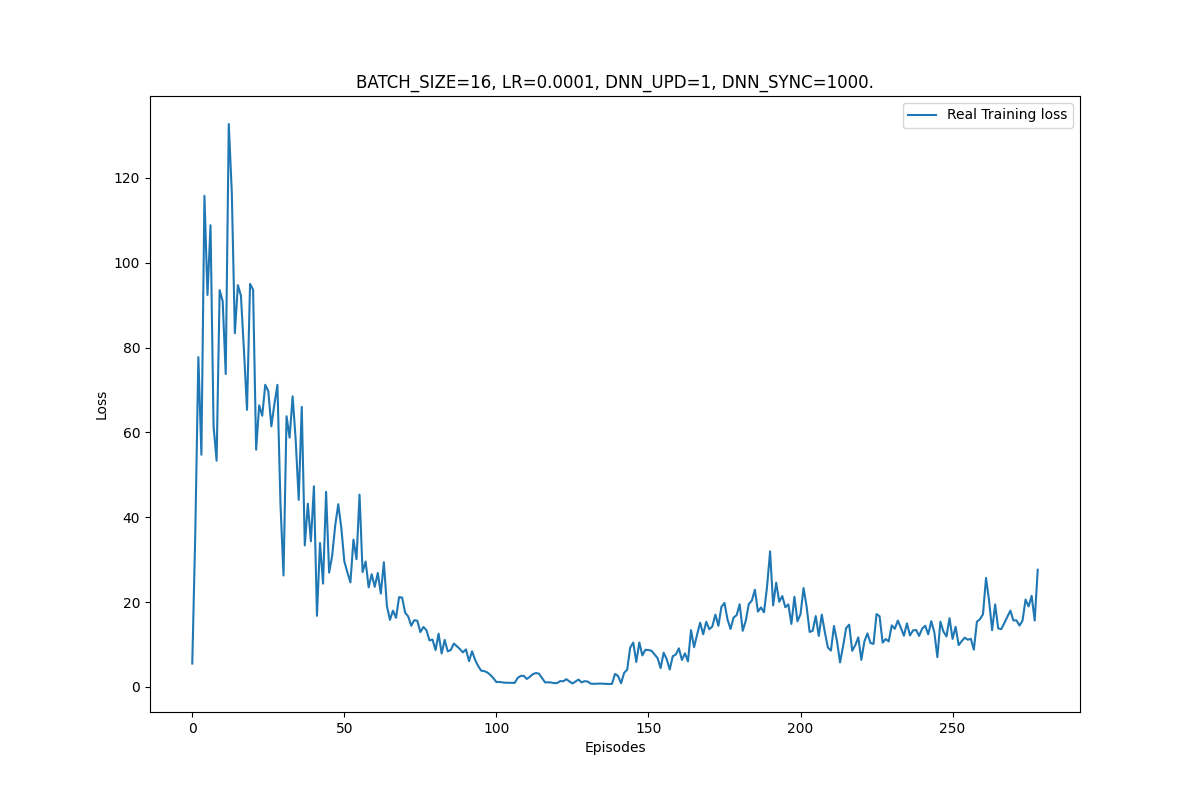 BATCH_SIZE=16, LR=0.0001, DNN_UPD=1, DNN_SYNC=1000.
Real Training loss
120
100
80
60
40
20
0
Loss
0 50 100 150 200 250
Episodes